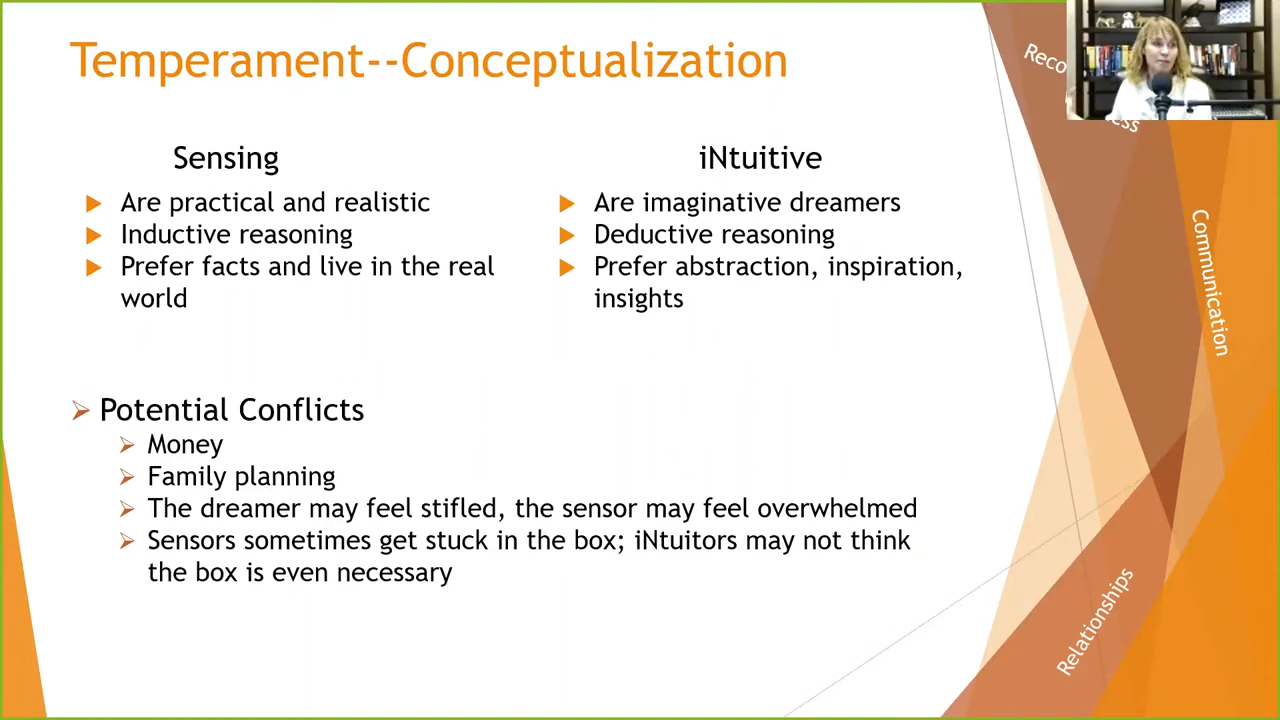 Temperament--Conceptualization
Sensing
Are practical and realistic
Inductive reasoning
Prefer facts and live in the real
world
iNtuitive
Are imaginative dreamers
Deductive reasoning
Prefer abstraction, inspiration,
insights
Potential Conflicts
Money
Family planning
The dreamer may feel stifled, the sensor may feel overwhelmed
Sensors sometimes get stuck in the box; iNtuitors may not think
the box is even necessary
Communication
Relationships